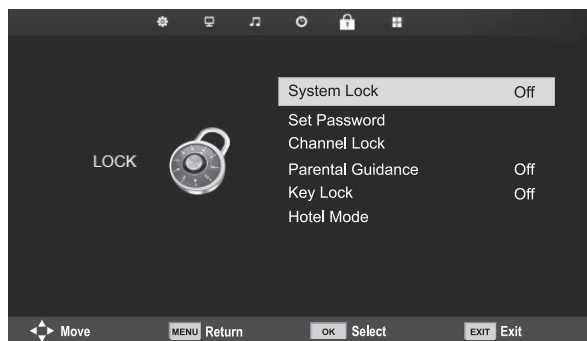 System Lock Off
Set Password
Channel Lock
LOCK
Parental Guidance Off
Key Lock Off
Hotel Mode
Move MENU Return OK Select EXIT Exit